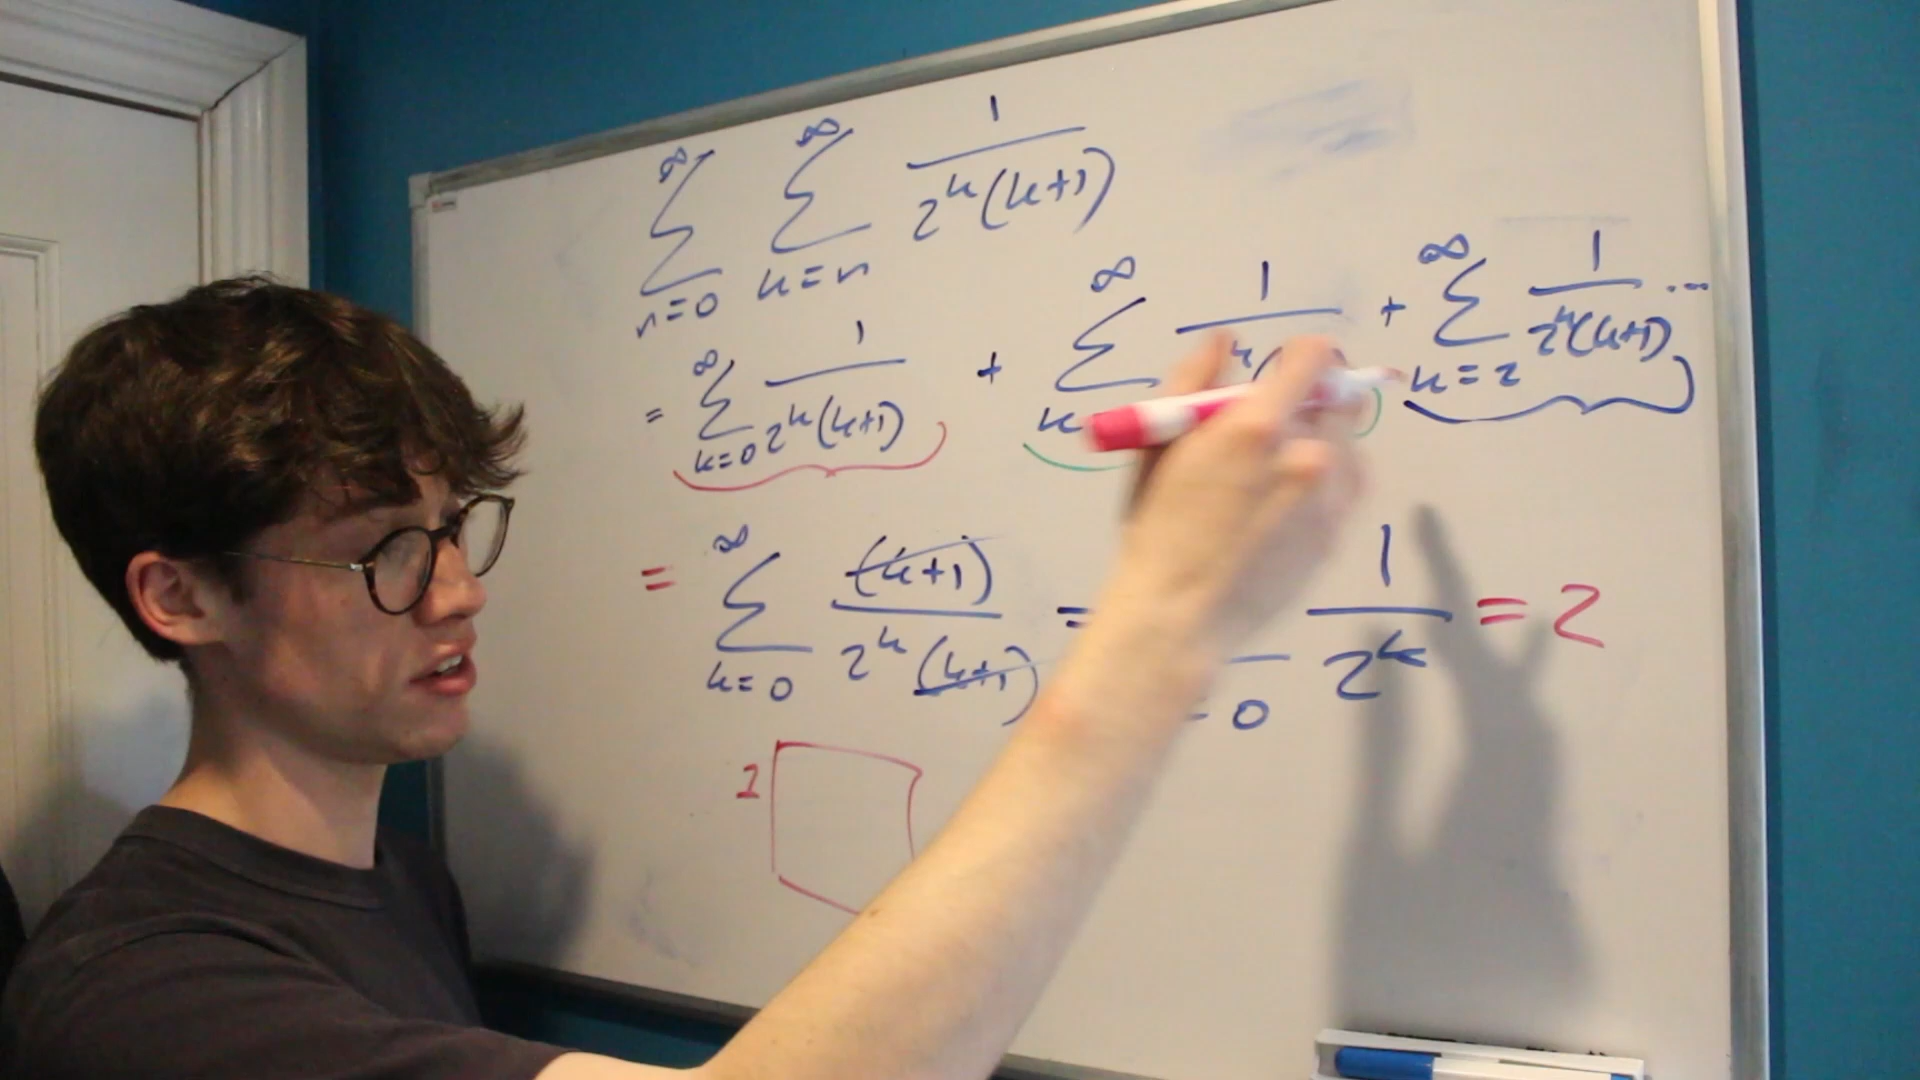 ∞ ∑ n=0 ∞ ∑ k=n 1/2^k(k+1)
= ∞ ∑ k=0 1/2^k(k+1) + ∞ ∑ k 1/ k( + ∞ ∑ k=2 1/2^k(k+1) ...
= ∞ ∑ k=0 (k+1)/2^k(k+1) = 0 1/2^k = 2
1